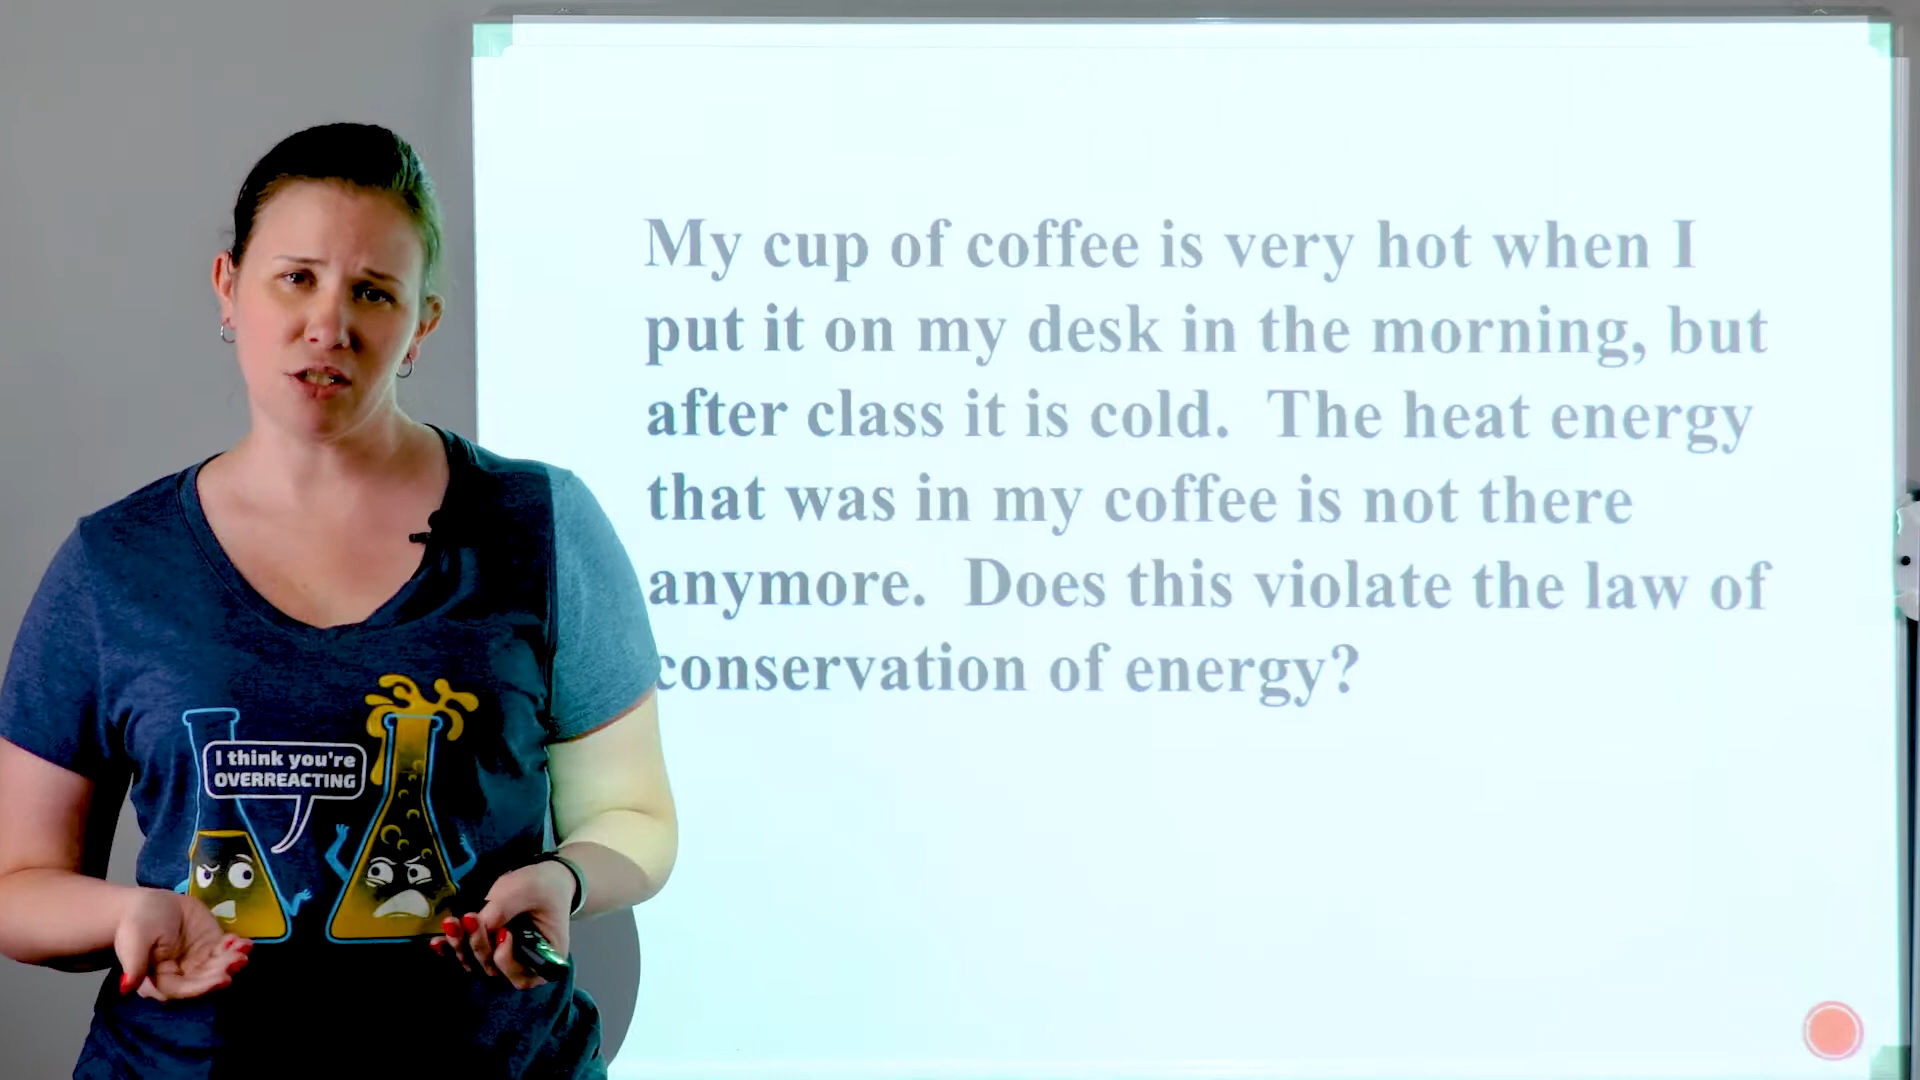 My cup of coffee is very hot when I
put it on my desk in the morning, but
after class it is cold. The heat energy
that was in my coffee is not there
anymore. Does this violate the law of
conservation of energy?
I think you're
OVERREACTING